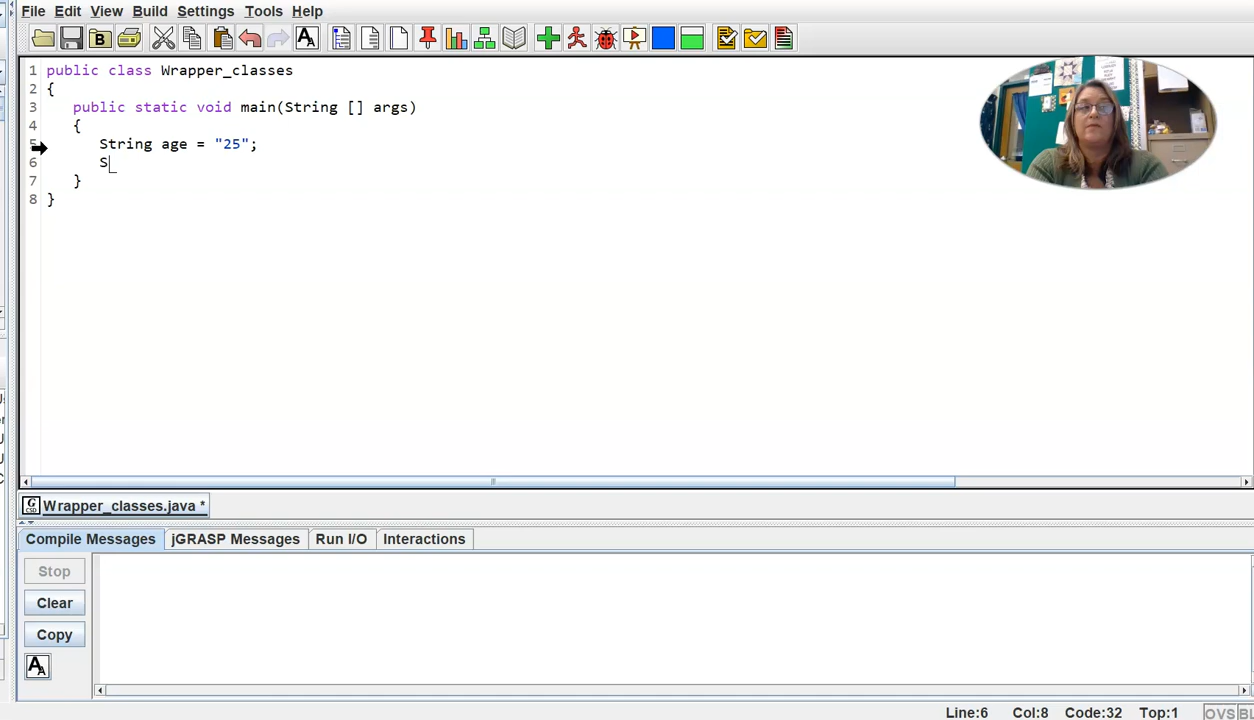 File Edit View Build Settings Tools Help
1 public class Wrapper_classes
2 {
3 public static void main(String [] args)
4 {
5 String age = "25";
6 S
7 }
8 }
Wrapper_classes.java *
Compile Messages jGRASP Messages Run I/O Interactions
Stop
Clear
Copy
Line:6 Col:8 Code:32 Top:1 OVS BL